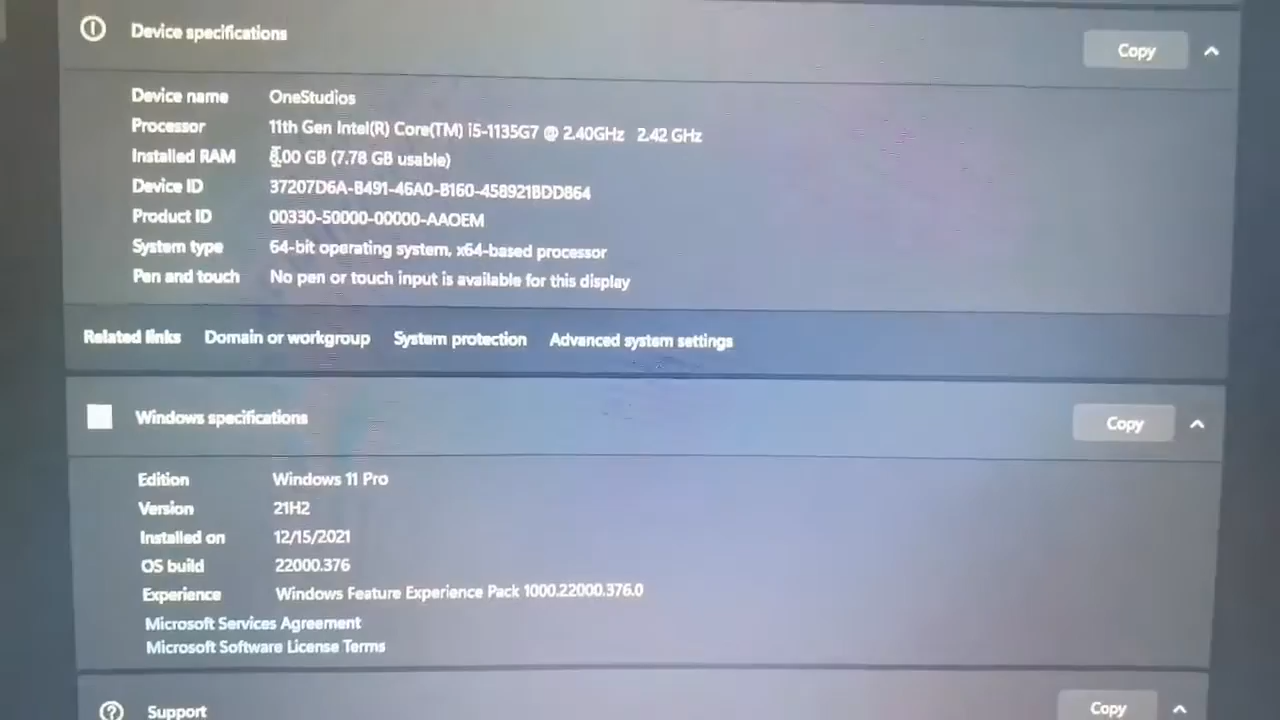 Device specifications
Copy
Device name OneStudios
Processor 11th Gen Intel(R) Core(TM) i5-1135G7 @ 2.40GHz 2.42 GHz
Installed RAM 8.00 GB (7.78 GB usable)
Device ID 37207D6A-B491-46A0-B160-458921BDD864
Product ID 00330-50000-00000-AAOEM
System type 64-bit operating system, x64-based processor
Pen and touch No pen or touch input is available for this display
Related links Domain or workgroup System protection Advanced system settings
Windows specifications
Copy
Edition Windows 11 Pro
Version 21H2
Installed on 12/15/2021
OS build 22000.376
Experience Windows Feature Experience Pack 1000.22000.376.0
Microsoft Services Agreement
Microsoft Software License Terms
Support
Copy